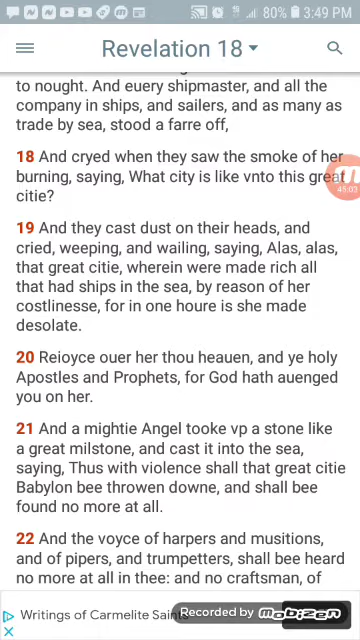 80% 3:49 PM
Revelation 18
to nought. And euery shipmaster, and all the
company in ships, and sailers, and as many as
trade by sea, stood a farre off,
18 And cryed when they saw the smoke of her
burning, saying, What city is like vnto this great
citie?
45:03
19 And they cast dust on their heads, and
cried, weeping, and wailing, saying, Alas, alas,
that great citie, wherein were made rich all
that had ships in the sea, by reason of her
costlinesse, for in one houre is she made
desolate.
20 Reioyce ouer her thou heauen, and ye holy
Apostles and Prophets, for God hath auenged
you on her.
21 And a mightie Angel tooke vp a stone like
a great milstone, and cast it into the sea,
saying, Thus with violence shall that great citie
Babylon bee throwen downe, and shall bee
found no more at all.
22 And the voyce of harpers and musitions,
and of pipers, and trumpetters, shall bee heard
no more at all in thee: and no craftsman, of
Writings of Carmelite Saints
Recorded by mobizen